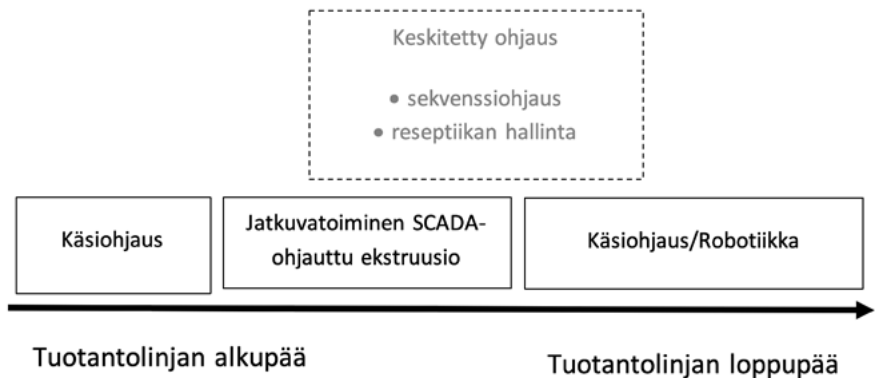 Keskitetty ohjaus
• sekvenssiohjaus
• reseptiikan hallinta
Käsiohjaus
Jatkuvatoiminen SCADA-
ohjauttu ekstruusio
Käsiohjaus/Robotiikka
Tuotantolinjan alkupää
Tuotantolinjan loppupää